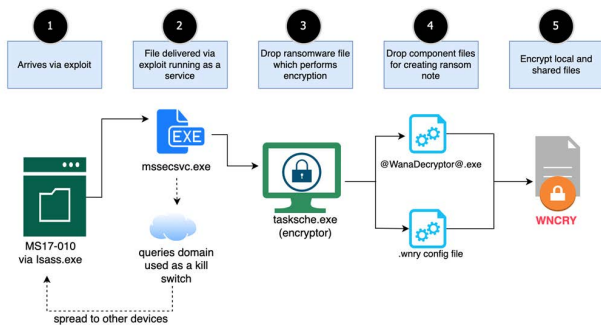 1
2
3
4
5
Arrives via exploit
File delivered via
exploit running as a
service
Drop ransomware file
which performs
encryption
Drop component files
for creating ransom
note
Encrypt local and
shared files
EXE
mssecsvc.exe
@WanaDecryptor@.exe
WNCRY
MS17-010
via lsass.exe
tasksche.exe
(encryptor)
queries domain
used as a kill
switch
.wnry config file
spread to other devices